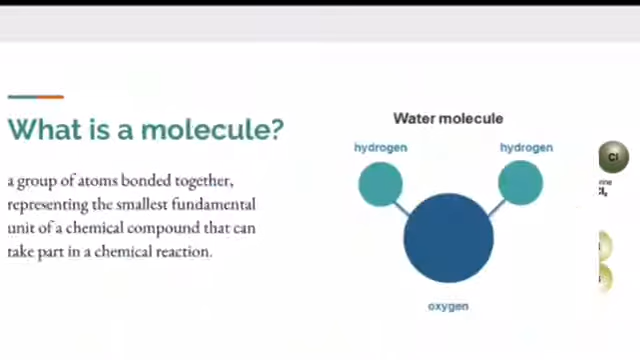 What is a molecule?
a group of atoms bonded together,
representing the smallest fundamental
unit of a chemical compound that can
take part in a chemical reaction.
Water molecule
hydrogen hydrogen
oxygen
Cl